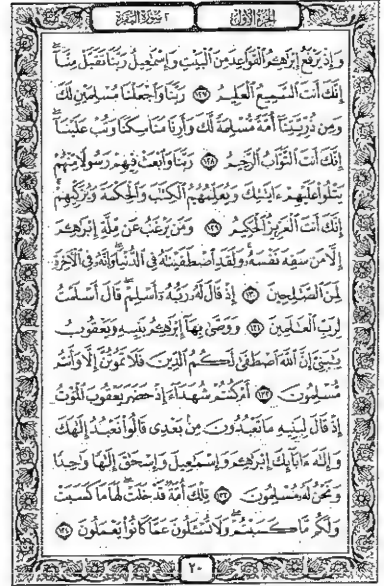 الجزء الأول
٢ سورة البقرة
وَإِذْ يَرْفَعُ إِبْرَٰهِـۧمُ ٱلْقَوَاعِدَ مِنَ ٱلْبَيْتِ وَإِسْمَٰعِيلُ رَبَّنَا تَقَبَّلْ مِنَّآ ۖ
إِنَّكَ أَنتَ ٱلسَّمِيعُ ٱلْعَلِيمُ ١٢٧ رَبَّنَا وَٱجْعَلْنَا مُسْلِمَيْنِ لَكَ
وَمِن ذُرِّيَّتِنَآ أُمَّةً مُّسْلِمَةً لَّكَ وَأَرِنَا مَنَاسِكَنَا وَتُبْ عَلَيْنَآ ۖ
إِنَّكَ أَنتَ ٱلتَّوَّابُ ٱلرَّحِيمُ ١٢٨ رَبَّنَا وَٱبْعَثْ فِيهِمْ رَسُولًا مِّنْهُمْ
يَتْلُوا۟ عَلَيْهِمْ ءَايَٰتِكَ وَيُعَلِّمُهُمُ ٱلْكِتَٰبَ وَٱلْحِكْمَةَ وَيُزَكِّيهِمْ ۚ
إِنَّكَ أَنتَ ٱلْعَزِيزُ ٱلْحَكِيمُ ١٢٩ وَمَن يَرْغَبُ عَن مِّلَّةِ إِبْرَٰهِـۧمَ
إِلَّا مَن سَفِهَ نَفْسَهُۥ ۚ وَلَقَدِ ٱصْطَفَيْنَٰهُ فِى ٱلدُّنْيَا ۖ وَإِنَّهُۥ فِى ٱلْءَاخِرَةِ
لَمِنَ ٱلصَّٰلِحِينَ ١٣٠ إِذْ قَالَ لَهُۥ رَبُّهُۥٓ أَسْلِمْ ۖ قَالَ أَسْلَمْتُ
لِرَبِّ ٱلْعَٰلَمِينَ ١٣١ وَوَصَّىٰ بِهَآ إِبْرَٰهِـۧمُ بَنِيهِ وَيَعْقُوبُ
يَٰبَنِىَّ إِنَّ ٱللَّهَ ٱصْطَفَىٰ لَكُمُ ٱلدِّينَ فَلَا تَمُوتُنَّ إِلَّا وَأَنتُم
مُّسْلِمُونَ ١٣٢ أَمْ كُنتُمْ شُهَدَآءَ إِذْ حَضَرَ يَعْقُوبَ ٱلْمَوْتُ
إِذْ قَالَ لِبَنِيهِ مَا تَعْبُدُونَ مِنۢ بَعْدِى قَالُوا۟ نَعْبُدُ إِلَٰهَكَ
وَإِلَٰهَ ءَابَآئِكَ إِبْرَٰهِـۧمَ وَإِسْمَٰعِيلَ وَإِسْحَٰقَ إِلَٰهًا وَٰحِدًا
وَنَحْنُ لَهُۥ مُسْلِمُونَ ١٣٣ تِلْكَ أُمَّةٌ قَدْ خَلَتْ ۖ لَهَا مَا كَسَبَتْ
وَلَكُم مَّا كَسَبْتُمْ ۖ وَلَا تُسْـَٔلُونَ عَمَّا كَانُوا۟ يَعْمَلُونَ ١٣٤
٢٠